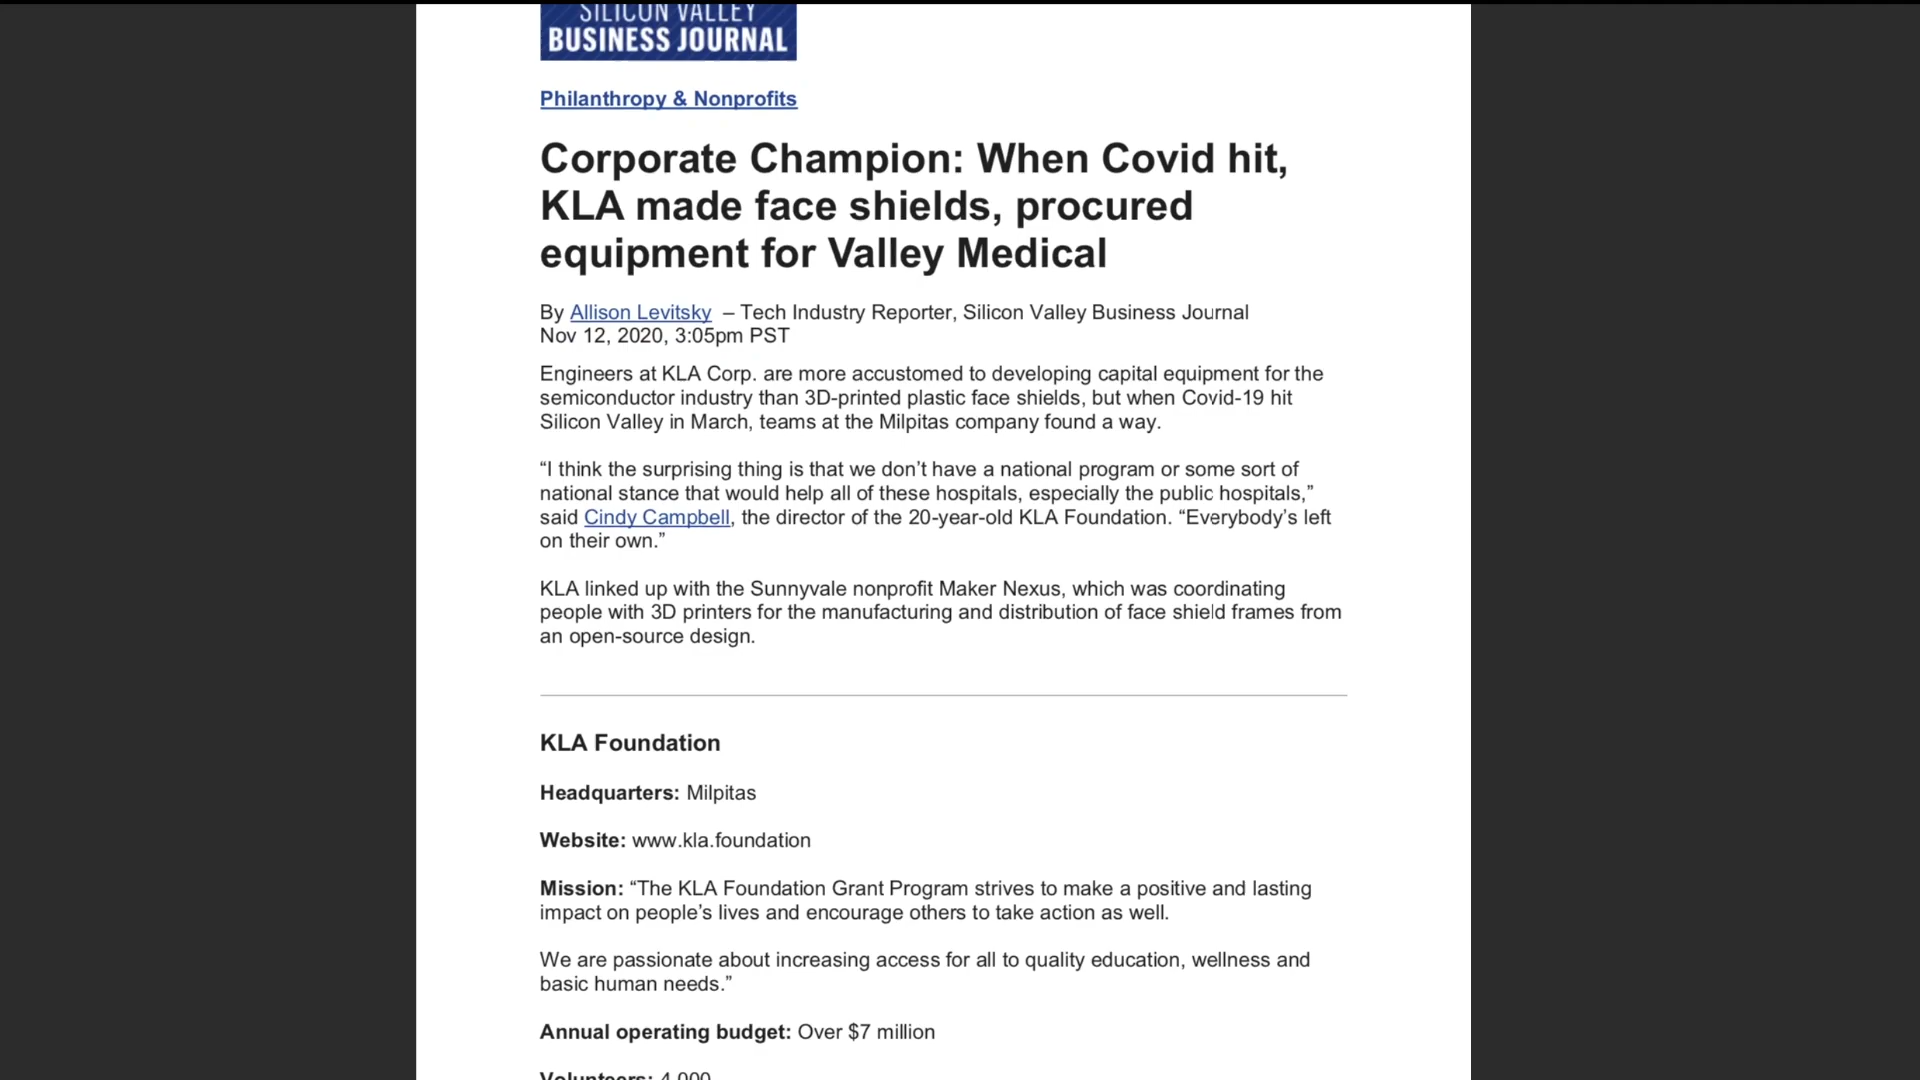 SILICON VALLEY
BUSINESS JOURNAL
Philanthropy & Nonprofits
Corporate Champion: When Covid hit,
KLA made face shields, procured
equipment for Valley Medical
By Allison Levitsky – Tech Industry Reporter, Silicon Valley Business Journal
Nov 12, 2020, 3:05pm PST
Engineers at KLA Corp. are more accustomed to developing capital equipment for the
semiconductor industry than 3D-printed plastic face shields, but when Covid-19 hit
Silicon Valley in March, teams at the Milpitas company found a way.
“I think the surprising thing is that we don’t have a national program or some sort of
national stance that would help all of these hospitals, especially the public hospitals,”
said Cindy Campbell, the director of the 20-year-old KLA Foundation. “Everybody’s left
on their own.”
KLA linked up with the Sunnyvale nonprofit Maker Nexus, which was coordinating
people with 3D printers for the manufacturing and distribution of face shield frames from
an open-source design.
KLA Foundation
Headquarters: Milpitas
Website: www.kla.foundation
Mission: “The KLA Foundation Grant Program strives to make a positive and lasting
impact on people’s lives and encourage others to take action as well.
We are passionate about increasing access for all to quality education, wellness and
basic human needs.”
Annual operating budget: Over $7 million
Volunteers: 4,000